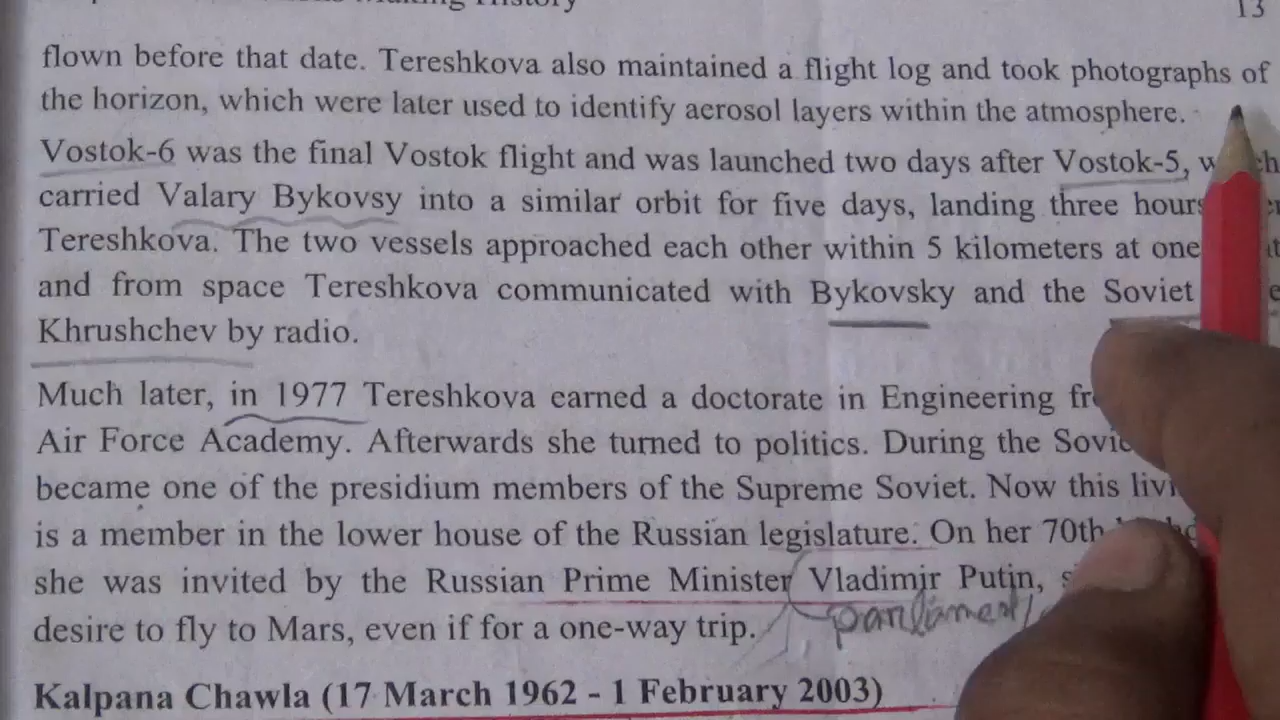 Making History
13
flown before that date. Tereshkova also maintained a flight log and took photographs of
the horizon, which were later used to identify aerosol layers within the atmosphere.
Vostok-6 was the final Vostok flight and was launched two days after Vostok-5,
carried Valary Bykovsy into a similar orbit for five days, landing three hours
Tereshkova. The two vessels approached each other within 5 kilometers at one
and from space Tereshkova communicated with Bykovsky and the Soviet
Khrushchev by radio.
Much later, in 1977 Tereshkova earned a doctorate in Engineering
Air Force Academy. Afterwards she turned to politics. During the
became one of the presidium members of the Supreme Soviet. Now this
is a member in the lower house of the Russian legislature. On her 70th
she was invited by the Russian Prime Minister Vladimir Putin,
parliament
desire to fly to Mars, even if for a one-way trip.
Kalpana Chawla (17 March 1962 - 1 February 2003)